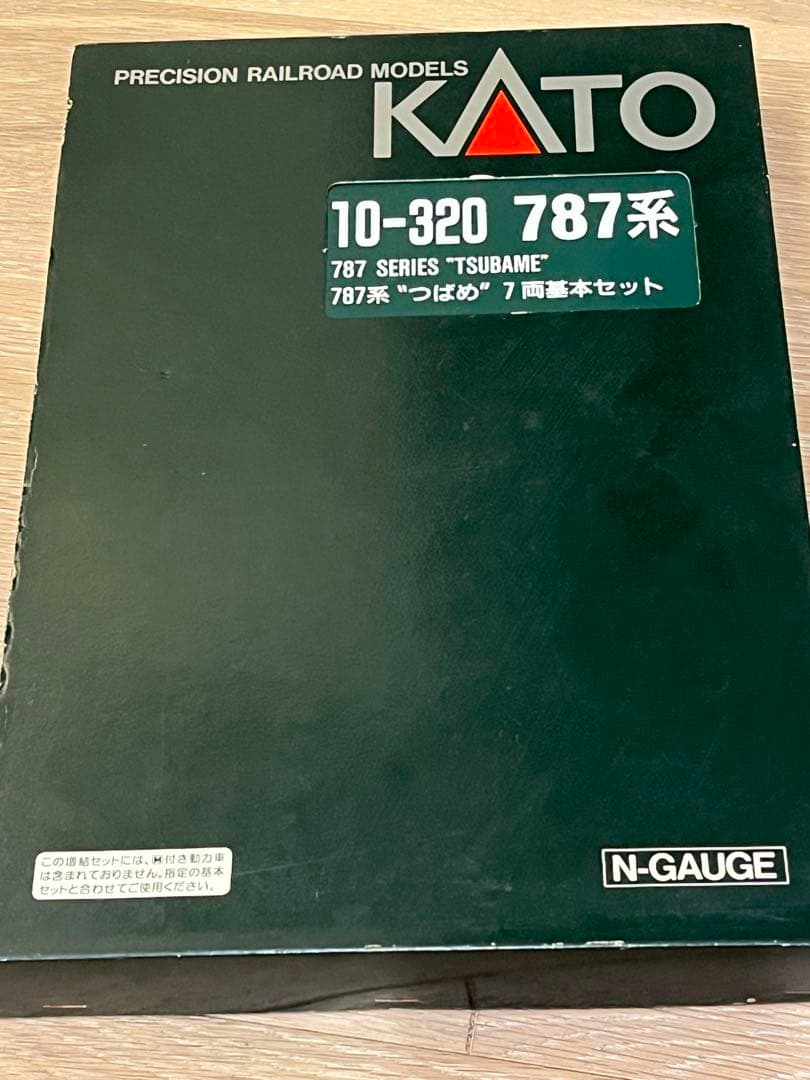 PRECISION RAILROAD MODELS
KATO
10-320 787系
787 SERIES "TSUBAME"
787系 "つばめ" 7両基本セット
この増結セットには、M付き動力車
は含まれておりません。指定の基本
セットと合わせてご使用ください。
N-GAUGE